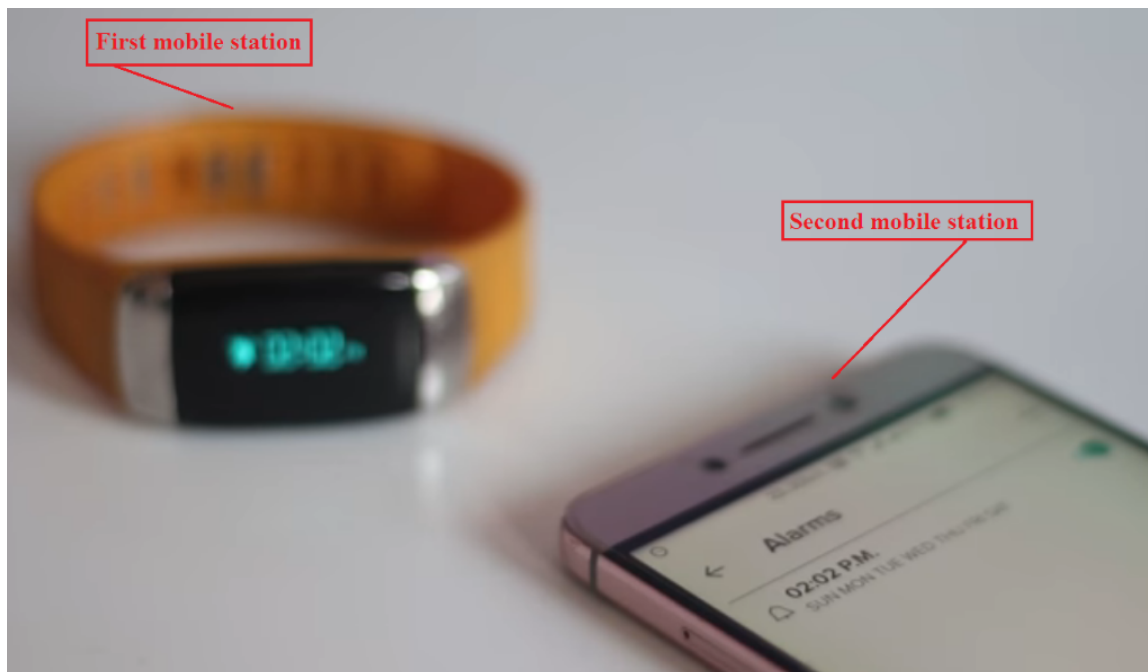 First mobile station
Second mobile station
02:02
Alarms
02:02 P.M.
SUN MON TUE WED THU FRI SAT